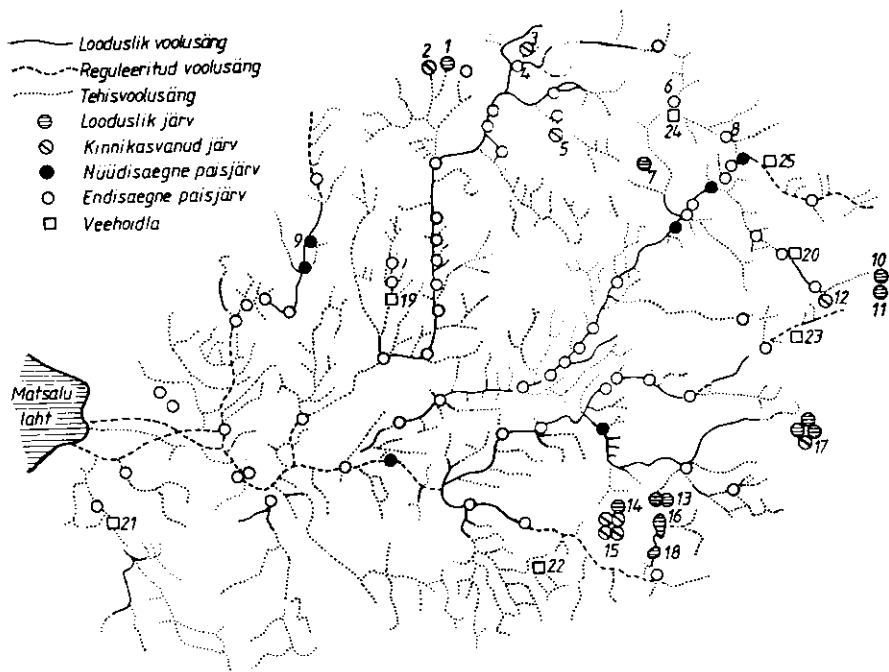 Looduslik voolusäng
Reguleeritud voolusäng
Tehisvoolusäng
Looduslik järv
Kinnikasvanud järv
Nüüdisaegne paisjärv
Endisaegne paisjärv
Veehoidla
Matsalu
laht
1
2
3
4
5
6
7
8
9
10
11
12
13
14
15
16
17
18
19
20
21
22
23
24
25